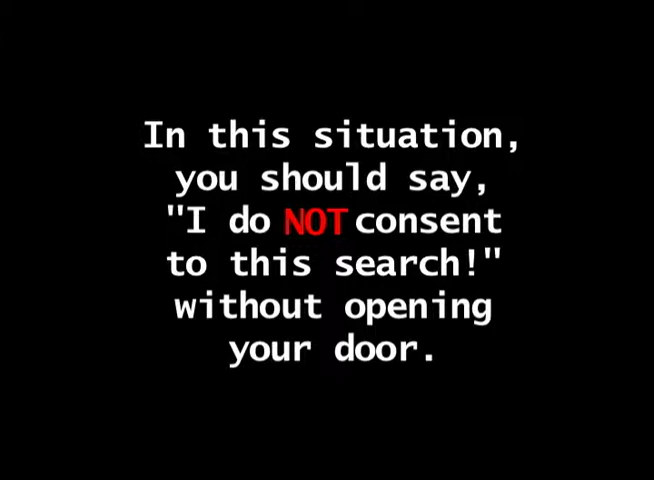 In this situation,
you should say,
"I do NOT consent
to this search!"
without opening
your door.